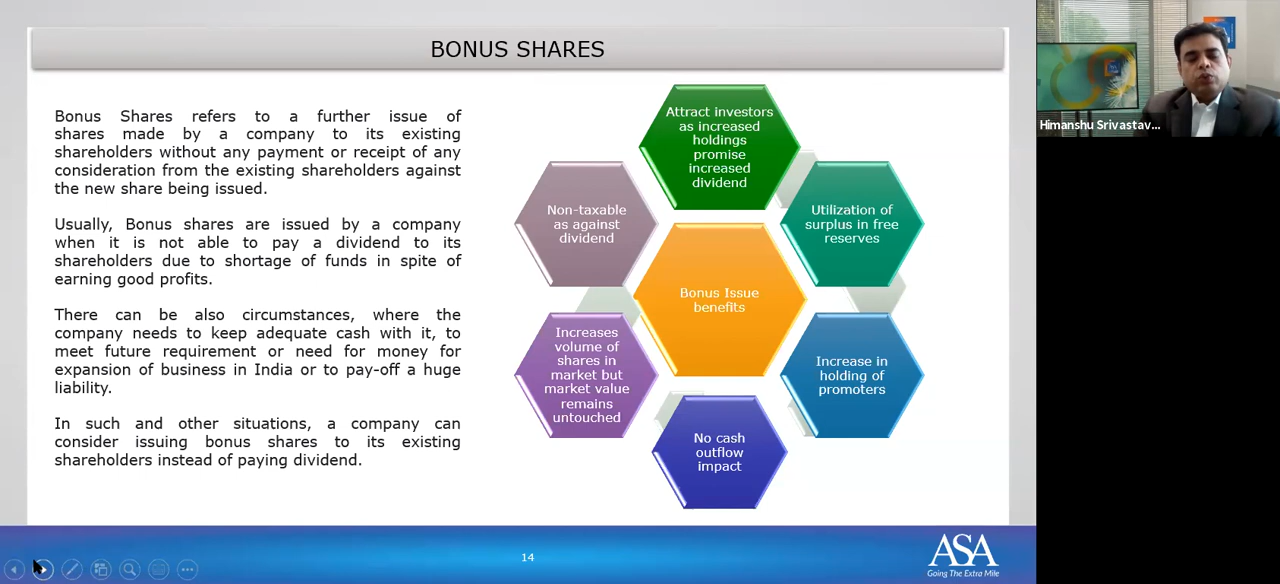 BONUS SHARES
Bonus Shares refers to a further issue of
shares made by a company to its existing
shareholders without any payment or receipt of any
consideration from the existing shareholders against
the new share being issued.
Usually, Bonus shares are issued by a company
when it is not able to pay a dividend to its
shareholders due to shortage of funds in spite of
earning good profits.
There can be also circumstances, where the
company needs to keep adequate cash with it, to
meet future requirement or need for money for
expansion of business in India or to pay-off a huge
liability.
In such and other situations, a company can
consider issuing bonus shares to its existing
shareholders instead of paying dividend.
Attract investors
as increased
holdings
promise
increased
dividend
Non-taxable
as against
dividend
Utilization of
surplus in free
reserves
Bonus Issue
benefits
Increases
volume of
shares in
market but
market value
remains
untouched
Increase in
holding of
promoters
No cash
outflow
impact
14
ASA
Going The Extra Mile
Himanshu Srivastav...